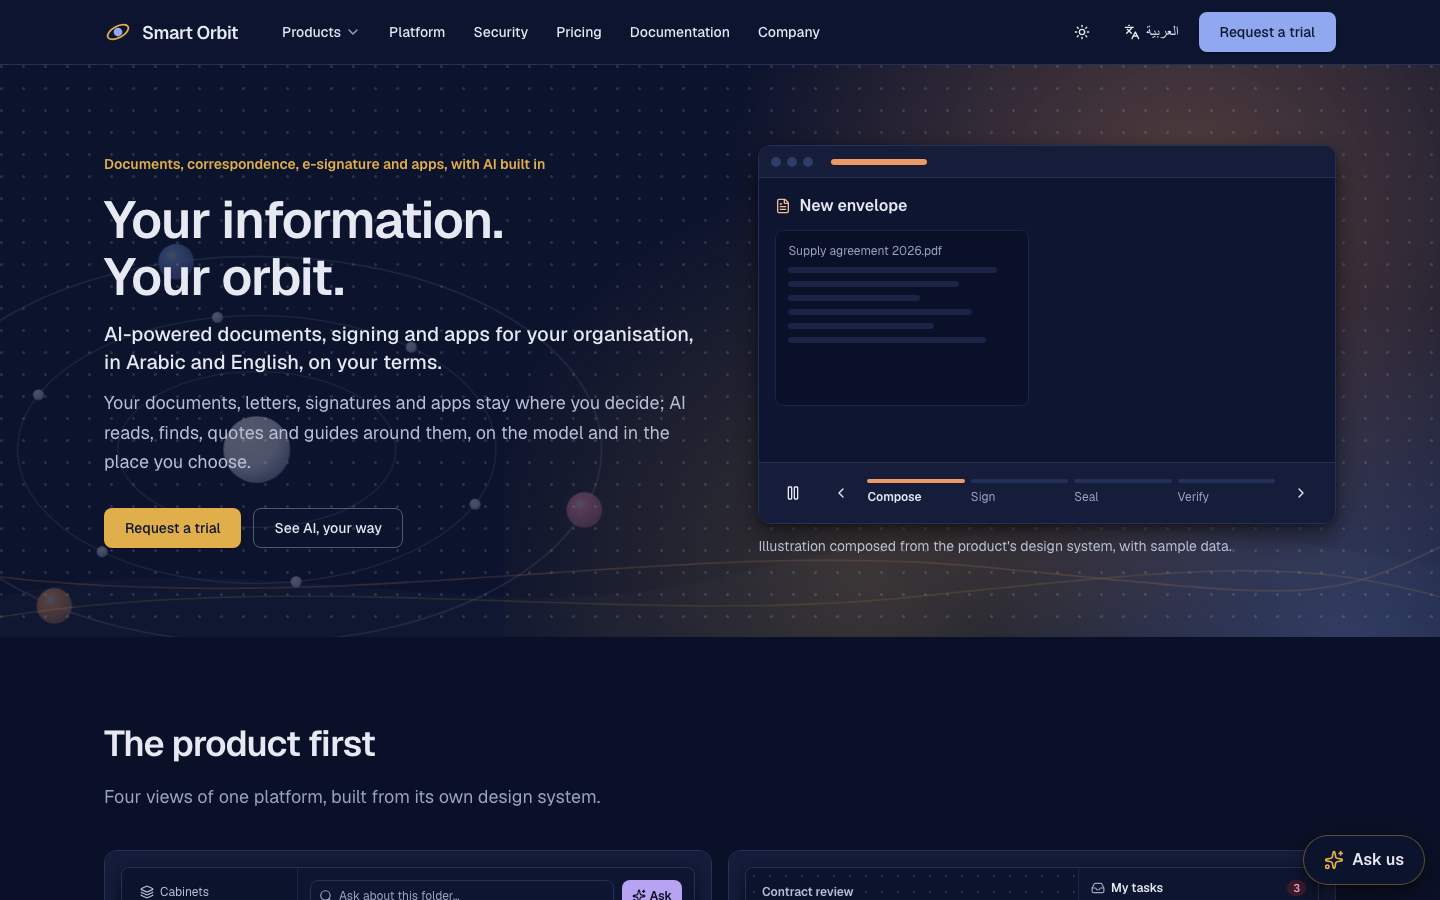 Smart Orbit
Products
Platform
Security
Pricing
Documentation
Company
العربية
Request a trial
Documents, correspondence, e-signature and apps, with AI built in
Your information.
Your orbit.
AI-powered documents, signing and apps for your organisation,
in Arabic and English, on your terms.
Your documents, letters, signatures and apps stay where you decide; AI
reads, finds, quotes and guides around them, on the model and in the
place you choose.
Request a trial
See AI, your way
New envelope
Supply agreement 2026.pdf
Compose
Sign
Seal
Verify
Illustration composed from the product's design system, with sample data.
The product first
Four views of one platform, built from its own design system.
Cabinets
Ask about this folder...
Ask
Contract review
My tasks
3
Ask us